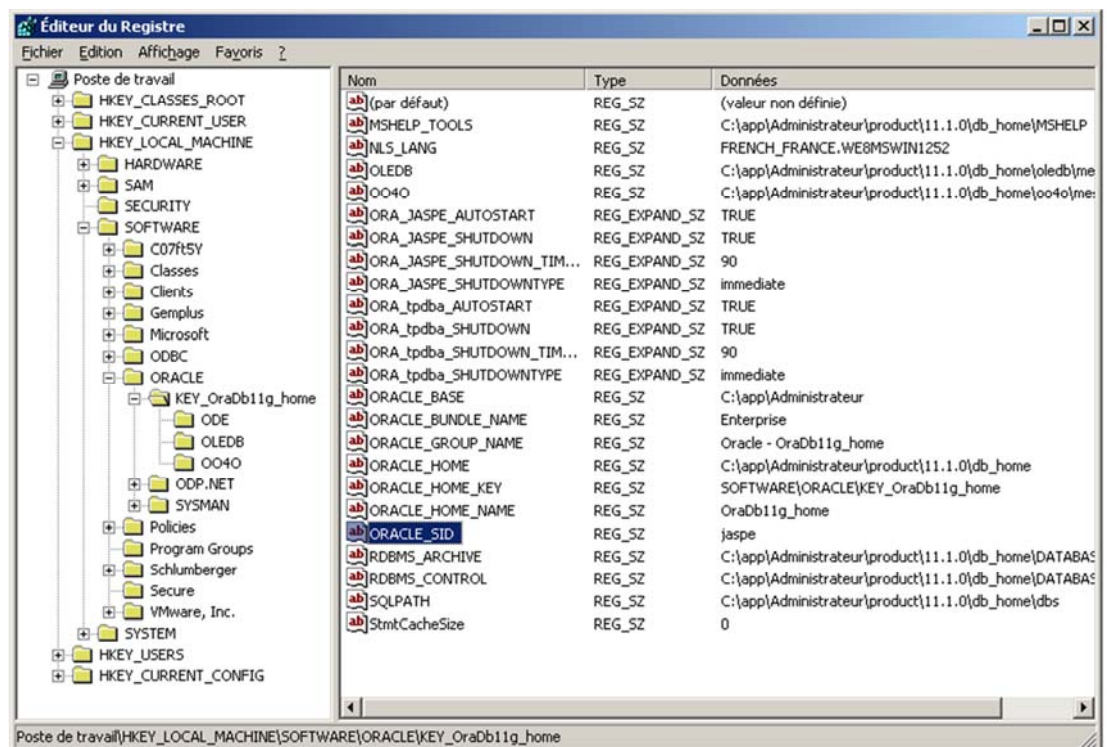 Éditeur du Registre
Fichier Edition Affichage Favoris ?
Poste de travail
HKEY_CLASSES_ROOT
HKEY_CURRENT_USER
HKEY_LOCAL_MACHINE
HARDWARE
SAM
SECURITY
SOFTWARE
C07ft5Y
Classes
Clients
Gemplus
Microsoft
ODBC
ORACLE
KEY_OraDb11g_home
ODE
OLEDB
OO4O
ODP.NET
SYSMAN
Policies
Program Groups
Schlumberger
Secure
VMware, Inc.
SYSTEM
HKEY_USERS
HKEY_CURRENT_CONFIG
Nom Type Données
(par défaut) REG_SZ (valeur non définie)
MSHELP_TOOLS REG_SZ C:\app\Administrateur\product\11.1.0\db_home\MSHELP
NLS_LANG REG_SZ FRENCH_FRANCE.WE8MSWIN1252
OLEDB REG_SZ C:\app\Administrateur\product\11.1.0\db_home\oledb\me
OO4O REG_SZ C:\app\Administrateur\product\11.1.0\db_home\oo4o\mes
ORA_JASPE_AUTOSTART REG_EXPAND_SZ TRUE
ORA_JASPE_SHUTDOWN REG_EXPAND_SZ TRUE
ORA_JASPE_SHUTDOWN_TIM... REG_EXPAND_SZ 90
ORA_JASPE_SHUTDOWNTYPE REG_EXPAND_SZ immediate
ORA_tpdba_AUTOSTART REG_EXPAND_SZ TRUE
ORA_tpdba_SHUTDOWN REG_EXPAND_SZ TRUE
ORA_tpdba_SHUTDOWN_TIM... REG_EXPAND_SZ 90
ORA_tpdba_SHUTDOWNTYPE REG_EXPAND_SZ immediate
ORACLE_BASE REG_SZ C:\app\Administrateur
ORACLE_BUNDLE_NAME REG_SZ Enterprise
ORACLE_GROUP_NAME REG_SZ Oracle - OraDb11g_home
ORACLE_HOME REG_SZ C:\app\Administrateur\product\11.1.0\db_home
ORACLE_HOME_KEY REG_SZ SOFTWARE\ORACLE\KEY_OraDb11g_home
ORACLE_HOME_NAME REG_SZ OraDb11g_home
ORACLE_SID REG_SZ jaspe
RDBMS_ARCHIVE REG_SZ C:\app\Administrateur\product\11.1.0\db_home\DATABAS
RDBMS_CONTROL REG_SZ C:\app\Administrateur\product\11.1.0\db_home\DATABAS
SQLPATH REG_SZ C:\app\Administrateur\product\11.1.0\db_home\dbs
StmtCacheSize REG_SZ 0
Poste de travail\HKEY_LOCAL_MACHINE\SOFTWARE\ORACLE\KEY_OraDb11g_home